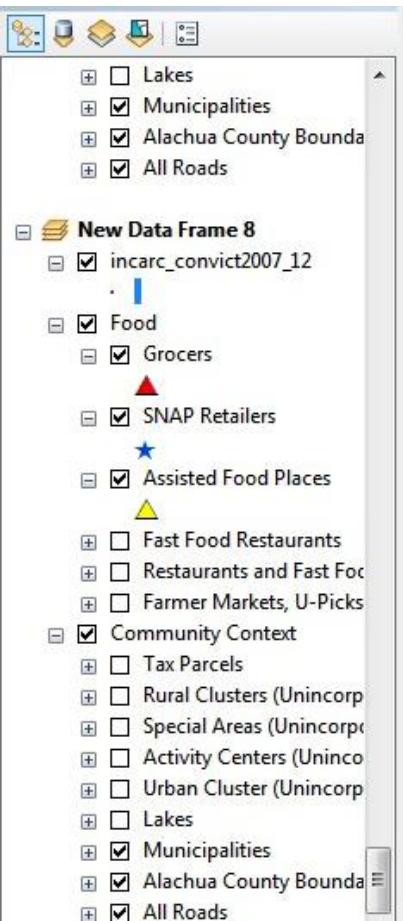 Lakes
Municipalities
Alachua County Bounda
All Roads
New Data Frame 8
incarc_convict2007_12
Food
Grocers
SNAP Retailers
Assisted Food Places
Fast Food Restaurants
Restaurants and Fast Foo
Farmer Markets, U-Picks
Community Context
Tax Parcels
Rural Clusters (Unincorp
Special Areas (Unincorpo
Activity Centers (Uninco
Urban Cluster (Unincorp
Lakes
Municipalities
Alachua County Bounda
All Roads